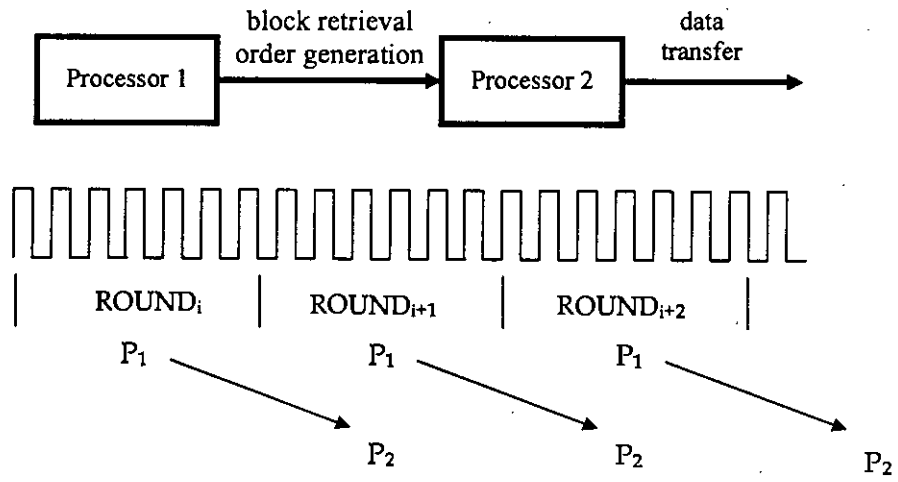 block retrieval
order generation
data
transfer
Processor 1
Processor 2
ROUNDi
ROUNDi+1
ROUNDi+2
P1
P1
P1
P2
P2
P2